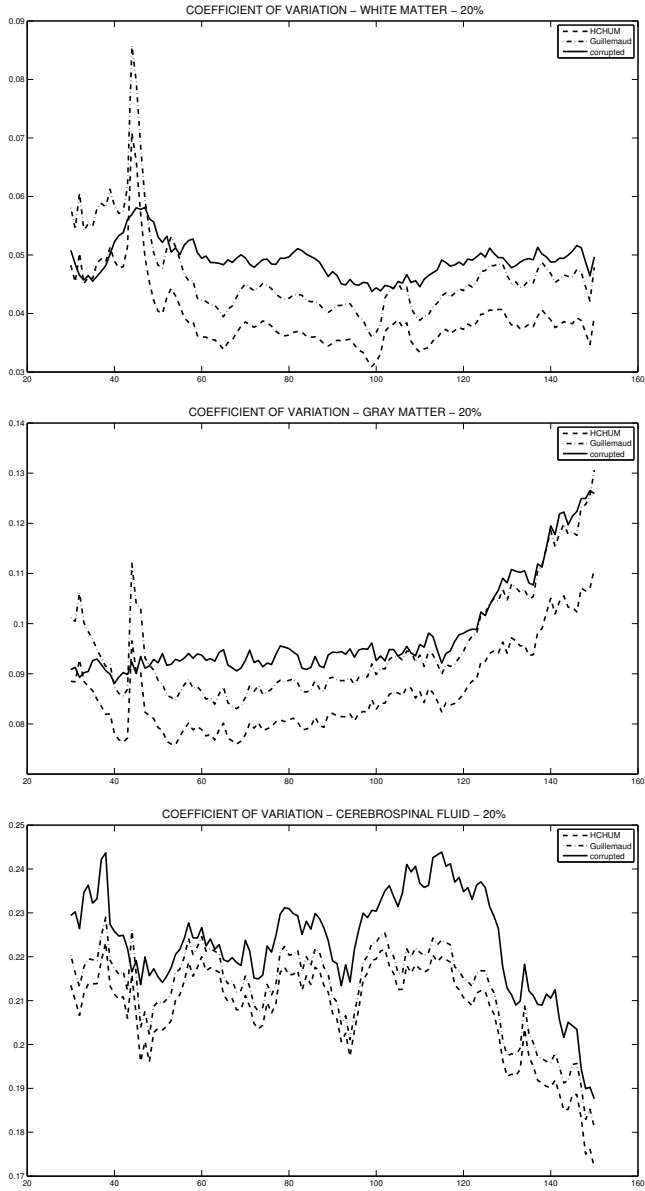 COEFFICIENT OF VARIATION – WHITE MATTER – 20%
0.09
HCHUM
Guillemaud
corrupted
0.08
0.07
0.06
0.05
0.04
0.03
20 40 60 80 100 120 140 160
COEFFICIENT OF VARIATION – GRAY MATTER – 20%
0.14
HCHUM
Guillemaud
corrupted
0.13
0.12
0.11
0.1
0.09
0.08
20 40 60 80 100 120 140 160
COEFFICIENT OF VARIATION – CEREBROSPINAL FLUID – 20%
0.25
HCHUM
Guillemaud
corrupted
0.24
0.23
0.22
0.21
0.2
0.19
0.18
0.17
20 40 60 80 100 120 140 160